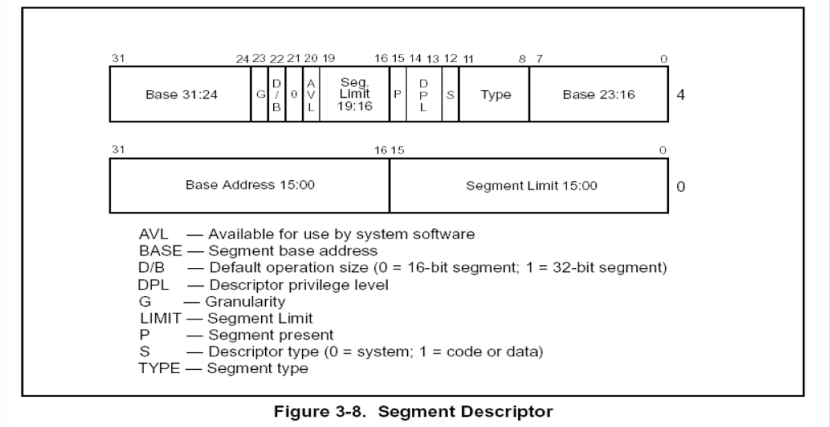 31 24 23 22 21 20 19 16 15 14 13 12 11 8 7 0
Base 31:24 G D/B 0 AVL Seg. Limit 19:16 P DPL S Type Base 23:16 4
31 16 15 0
Base Address 15:00 Segment Limit 15:00 0
AVL — Available for use by system software
BASE — Segment base address
D/B — Default operation size (0 = 16-bit segment; 1 = 32-bit segment)
DPL — Descriptor privilege level
G — Granularity
LIMIT — Segment Limit
P — Segment present
S — Descriptor type (0 = system; 1 = code or data)
TYPE — Segment type
Figure 3-8. Segment Descriptor